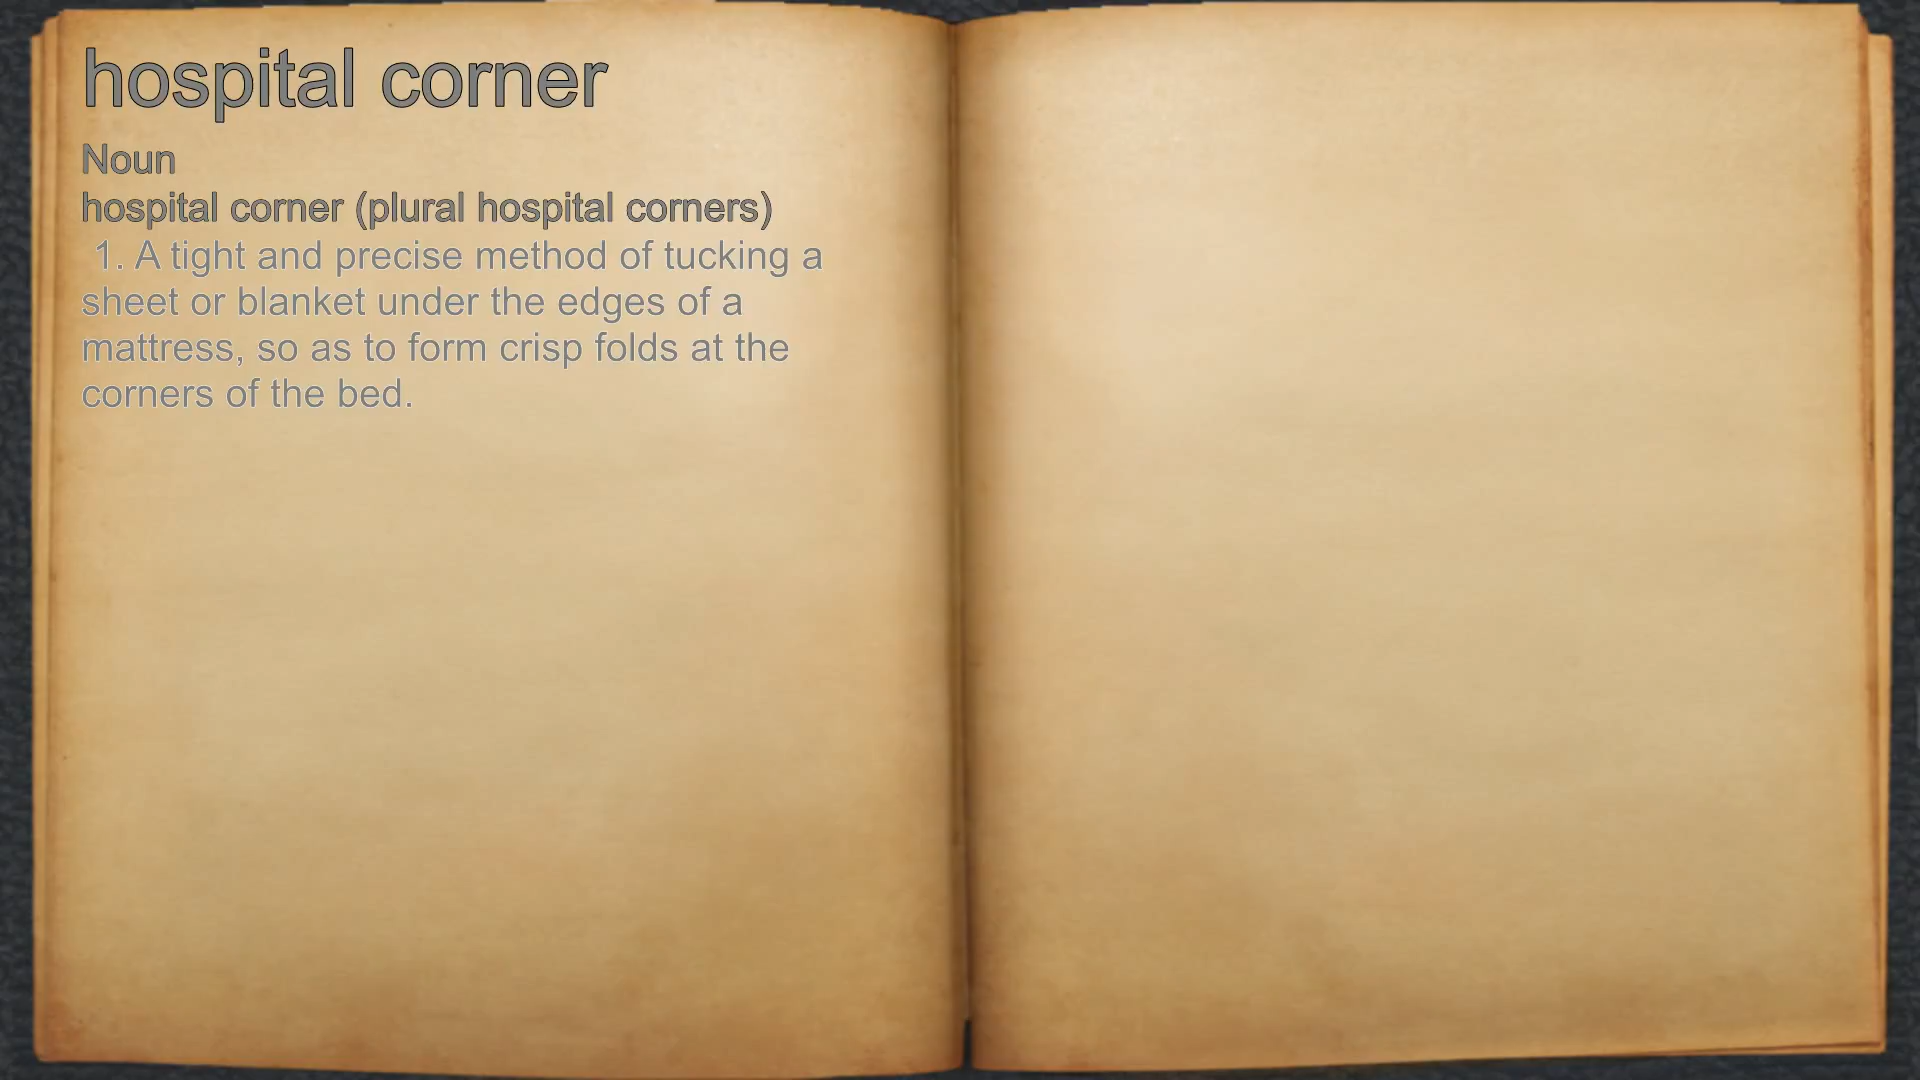 hospital corner
Noun
hospital corner (plural hospital corners)
1. A tight and precise method of tucking a
sheet or blanket under the edges of a
mattress, so as to form crisp folds at the
corners of the bed.